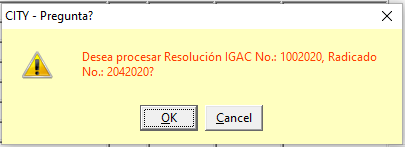 CITY - Pregunta?
Desea procesar Resolución IGAC No.: 1002020, Radicado
No.: 2042020?
OK Cancel